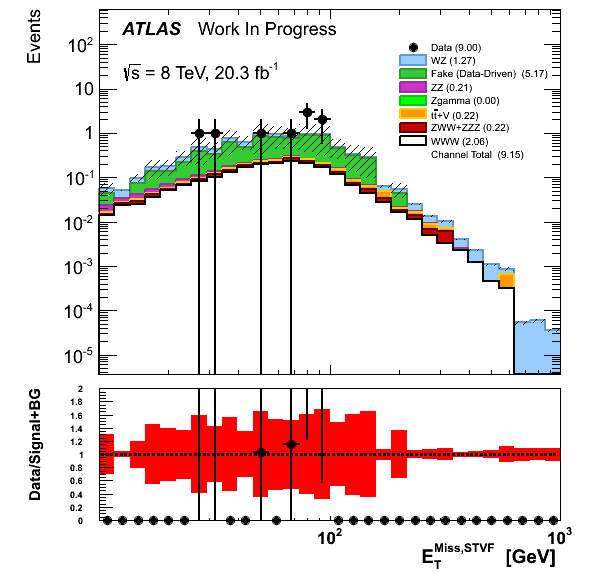 Events
ATLAS Work In Progress
√s = 8 TeV, 20.3 fb⁻¹
Data (9.00)
WZ (1.27)
Fake (Data-Driven) (5.17)
ZZ (0.21)
Zgamma (0.00)
tt̄+V (0.22)
ZWW+ZZZ (0.22)
WWW (2.06)
Channel Total (9.15)
10²
10
1
10⁻¹
10⁻²
10⁻³
10⁻⁴
10⁻⁵
Data/Signal+BG
2
1.8
1.6
1.4
1.2
1
0.8
0.6
0.4
0.2
0
10²
10³
E_T^Miss,STVF [GeV]